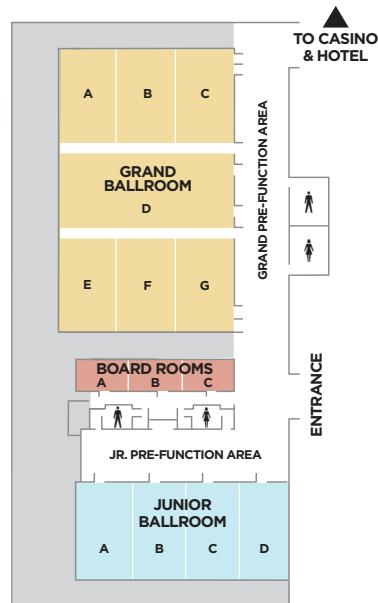 TO CASINO
& HOTEL
A B C
GRAND
BALLROOM
D
GRAND PRE-FUNCTION AREA
E F G
BOARD ROOMS
A B C
ENTRANCE
JR. PRE-FUNCTION AREA
JUNIOR
BALLROOM
A B C D